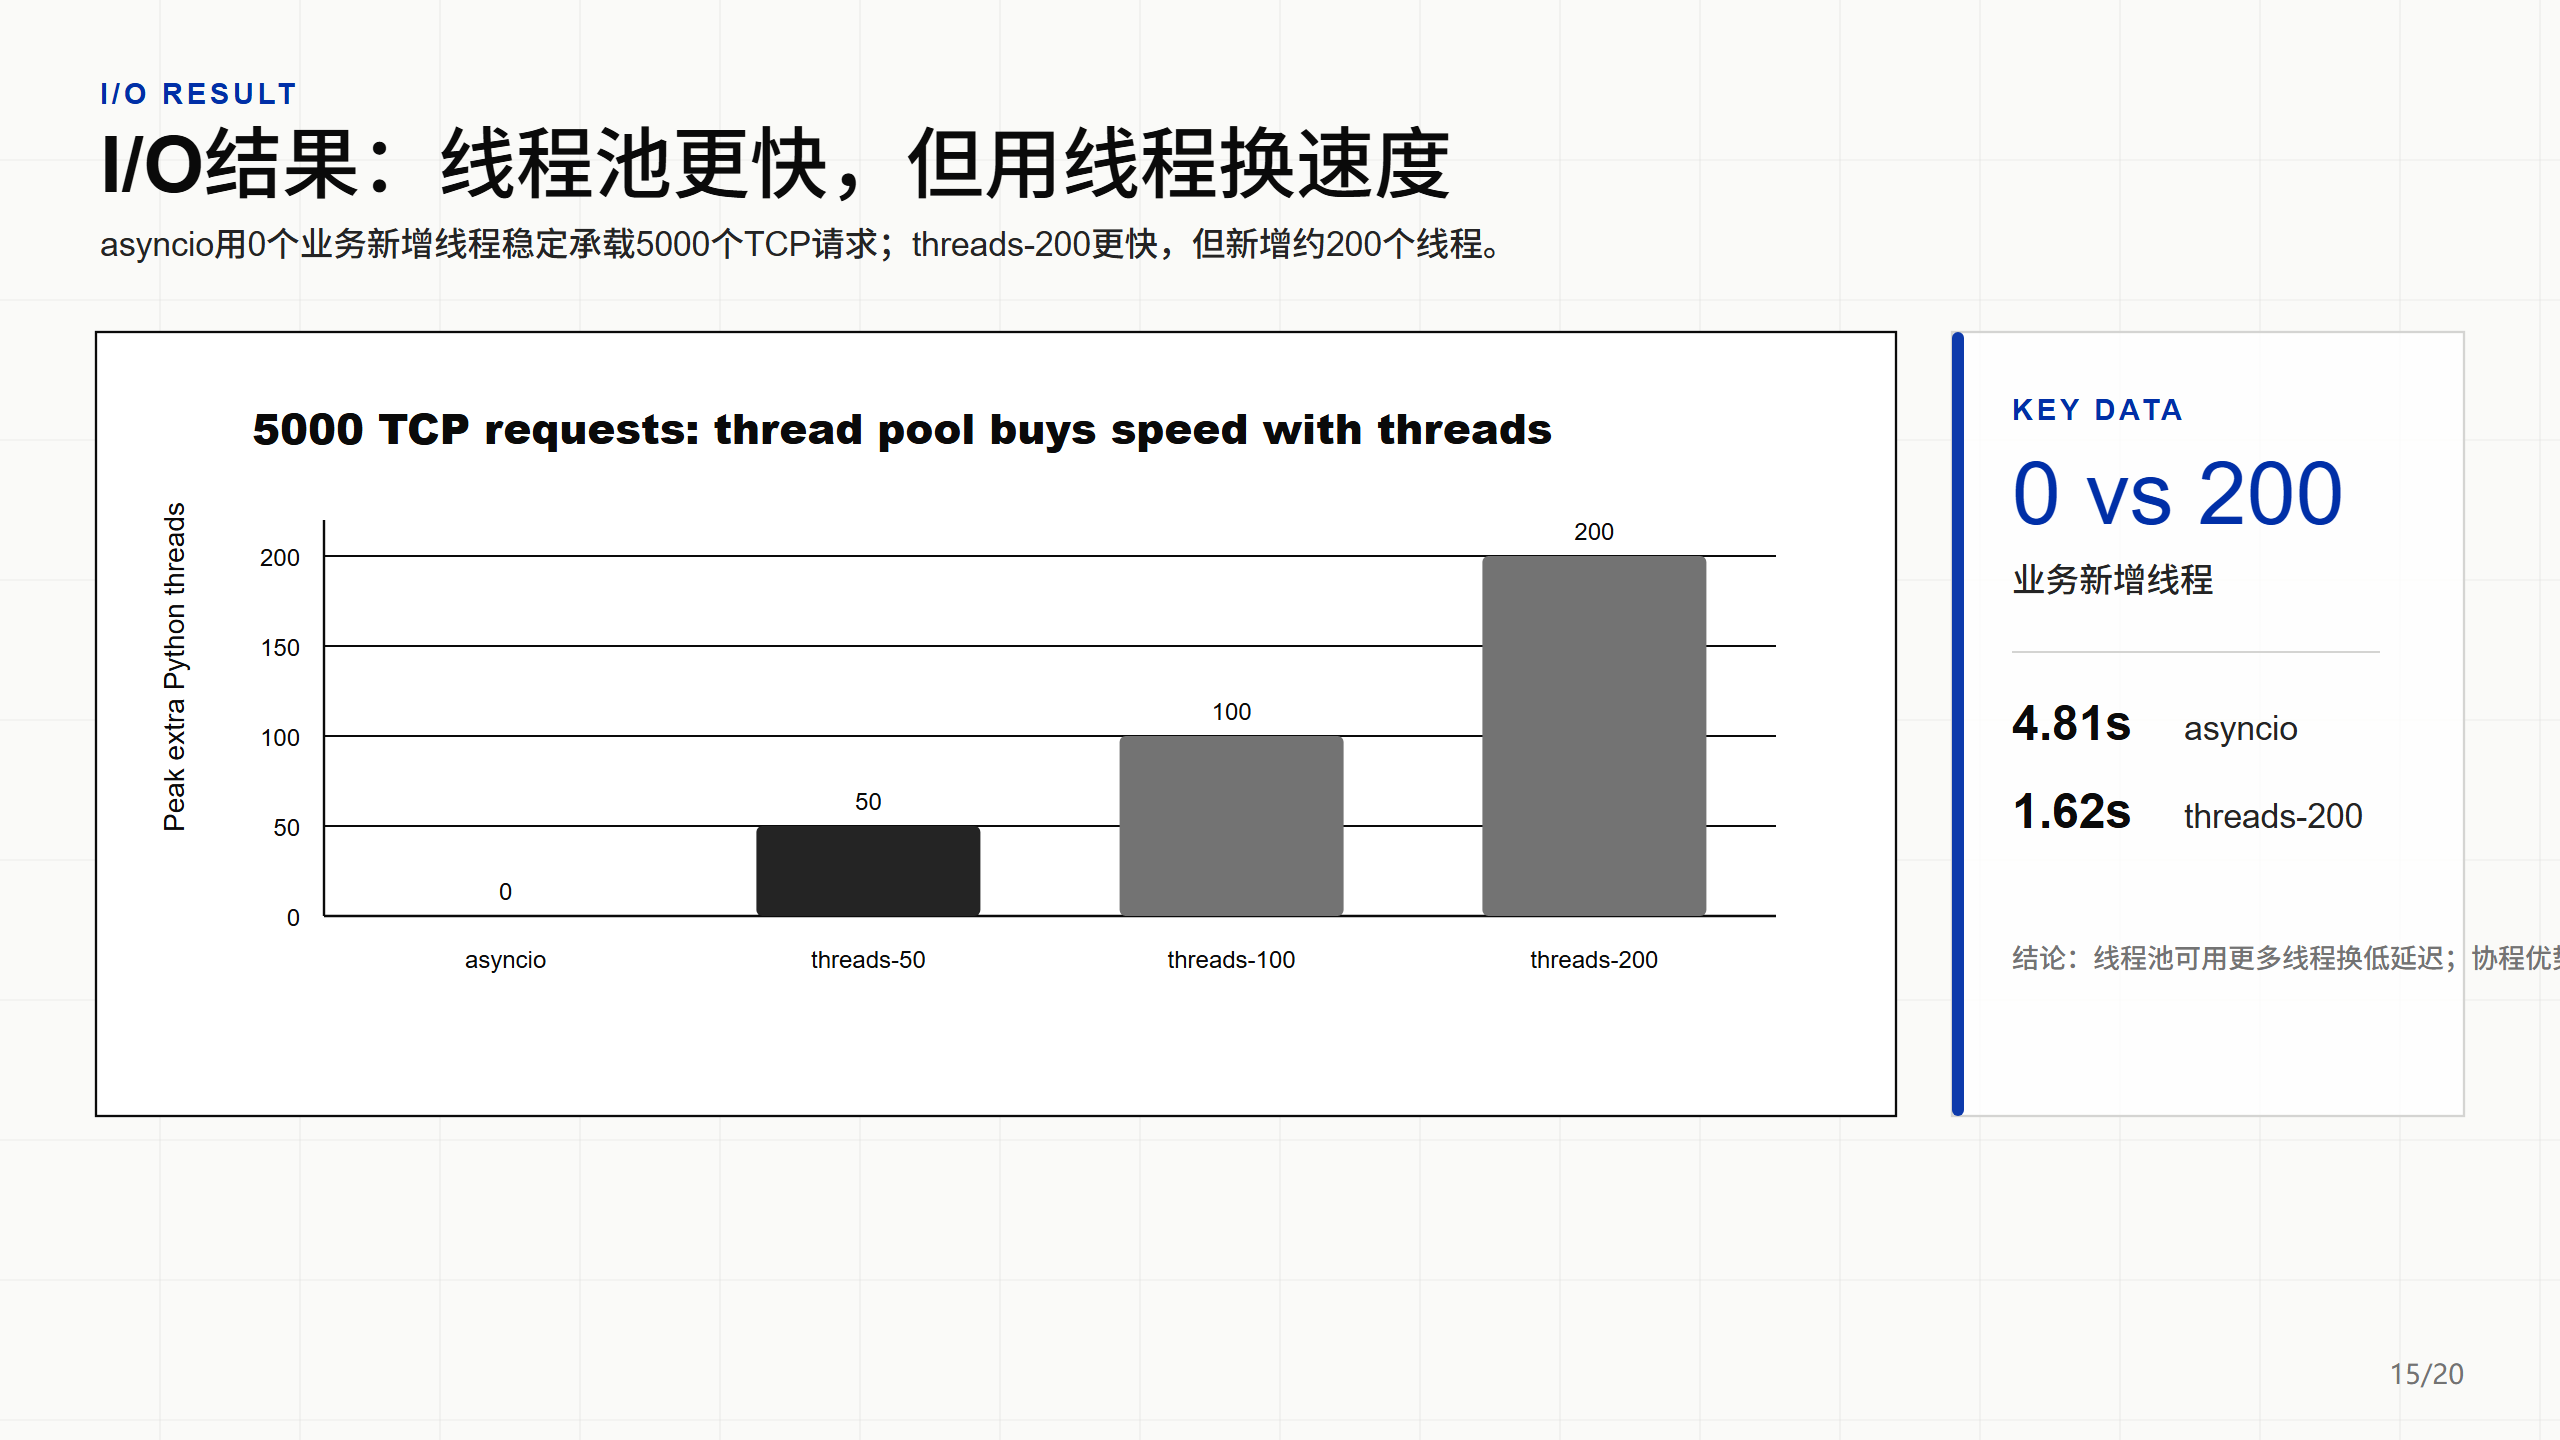 I/O RESULT
I/O结果：线程池更快，但用线程换速度
asyncio用0个业务新增线程稳定承载5000个TCP请求；threads-200更快，但新增约200个线程。
5000 TCP requests: thread pool buys speed with threads
Peak extra Python threads
200
150
100
50
0
0
50
100
200
asyncio
threads-50
threads-100
threads-200
KEY DATA
0 vs 200
业务新增线程
4.81s asyncio
1.62s threads-200
结论：线程池可用更多线程换低延迟；协程优
15/20